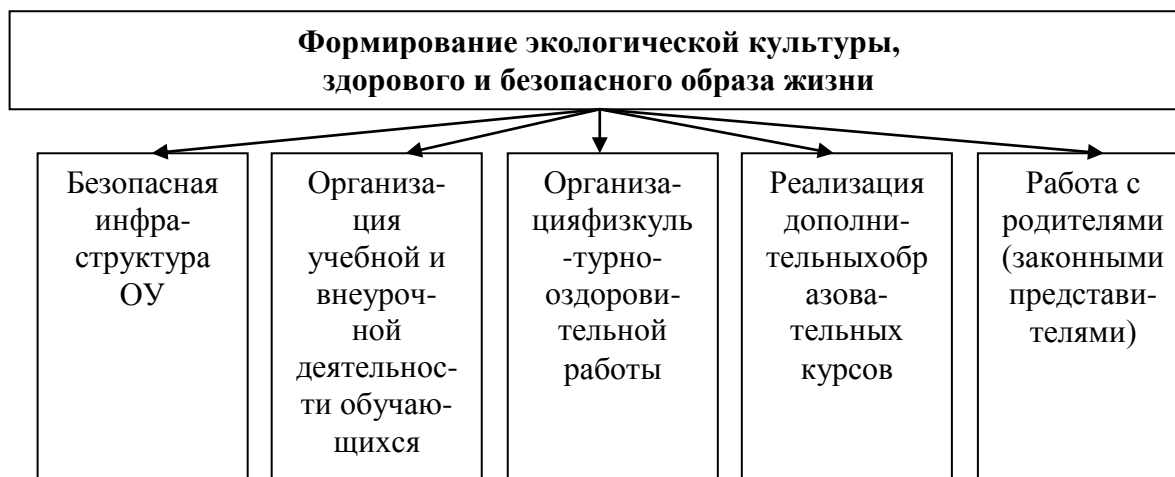 Формирование экологической культуры,
здорового и безопасного образа жизни
Безопасная
инфра-
структура
ОУ
Организа-
ция
учебной и
внеуроч-
ной
деятельнос-
ти обучаю-
щихся
Организа-
цияфизкуль
-турно-
оздорови-
тельной
работы
Реализация
дополни-
тельныхобр
азова-
тельных
курсов
Работа с
родителями
(законными
представи-
телями)